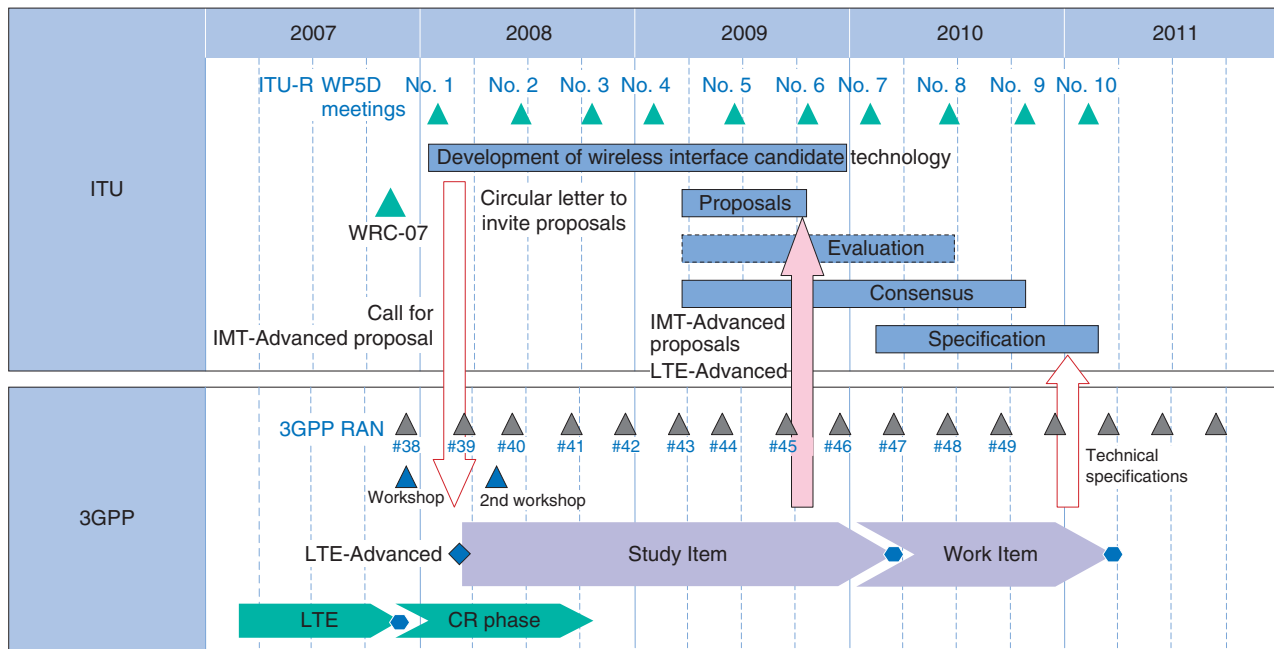 2007 2008 2009 2010 2011
ITU
ITU-R WP5D
meetings
No. 1 No. 2 No. 3 No. 4 No. 5 No. 6 No. 7 No. 8 No. 9 No. 10
Development of wireless interface candidate technology
WRC-07
Circular letter to
invite proposals
Proposals
Evaluation
Consensus
Call for
IMT-Advanced proposal
IMT-Advanced
proposals
LTE-Advanced
Specification
3GPP
3GPP RAN
#38 #39 #40 #41 #42 #43 #44 #45 #46 #47 #48 #49
Workshop
2nd workshop
Technical
specifications
LTE-Advanced
Study Item
Work Item
LTE
CR phase